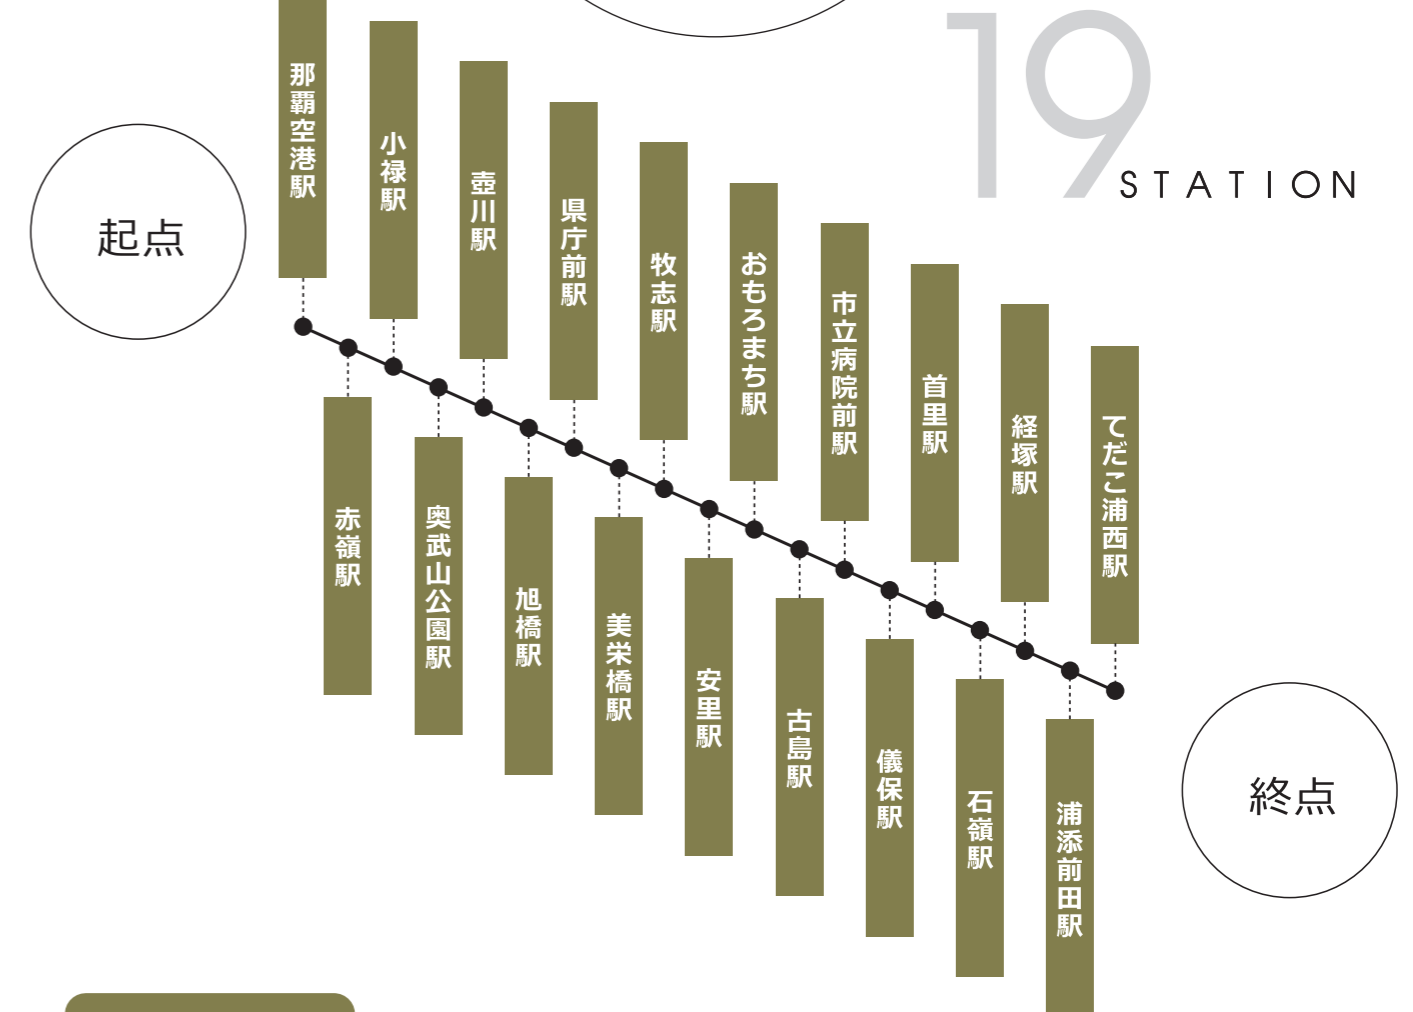 19
STATION
起点
那覇空港駅
赤嶺駅
小禄駅
奥武山公園駅
壺川駅
旭橋駅
県庁前駅
美栄橋駅
牧志駅
安里駅
おもろまち駅
古島駅
市立病院前駅
儀保駅
首里駅
石嶺駅
経塚駅
浦添前田駅
てだこ浦西駅
終点